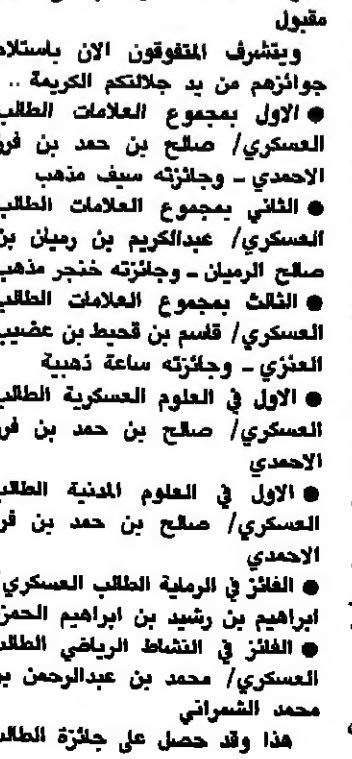 مقبول
ويتشرف المتفوقون الان باستلام
جوائزهم من يد جلالتكم الكريمة ..
● الاول بمجموع العلامات الطالب
العسكري/ صالح بن حمد بن فرز
الاحمدي ــ وجائزته سيف مذهب
● الثاني بمجموع العلامات الطالب
العسكري/ عبدالكريم بن رميان بن
صالح الرميان ــ وجائزته خنجر مذهب
● الثالث بمجموع العلامات الطالب
العسكري/ قاسم بن قحيط بن عضيب
العنزي ــ وجائزته ساعة ذهبية
● الاول في العلوم العسكرية الطالب
العسكري/ صالح بن حمد بن
الاحمدي
● الاول في العلوم المدنية الطالب
العسكري/ صالح بن حمد بن
الاحمدي
● الفائز في الرماية الطالب العسكري/
ابراهيم بن رشيد بن ابراهيم
● الفائز في النشاط الرياضي الطالب
العسكري/ محمد بن عبدالرحمن بن
محمد الشمراني
هذا وقد حصل على جائزة الطالب